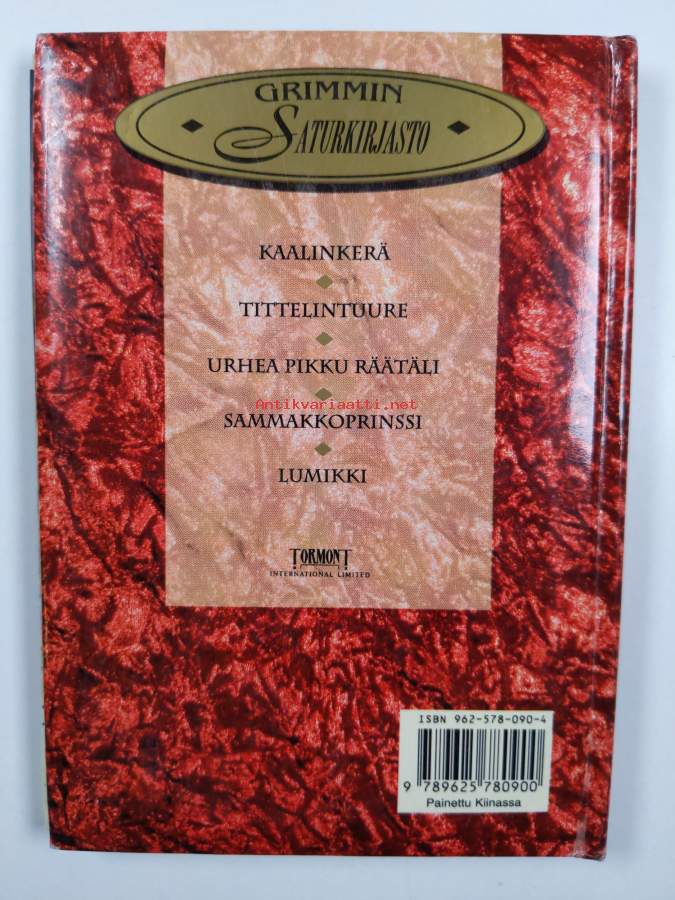 GRIMMIN
SATURKIRJASTO
KAALINKERÄ
TITTELINTUURE
URHEA PIKKU RÄÄTÄLI
Antikvariaatti.net
SAMMAKKOPRINSSI
LUMIKKI
TORMONT
INTERNATIONAL LIMITED
ISBN 962-578-090-4
9 789625 780900
Painettu Kiinassa